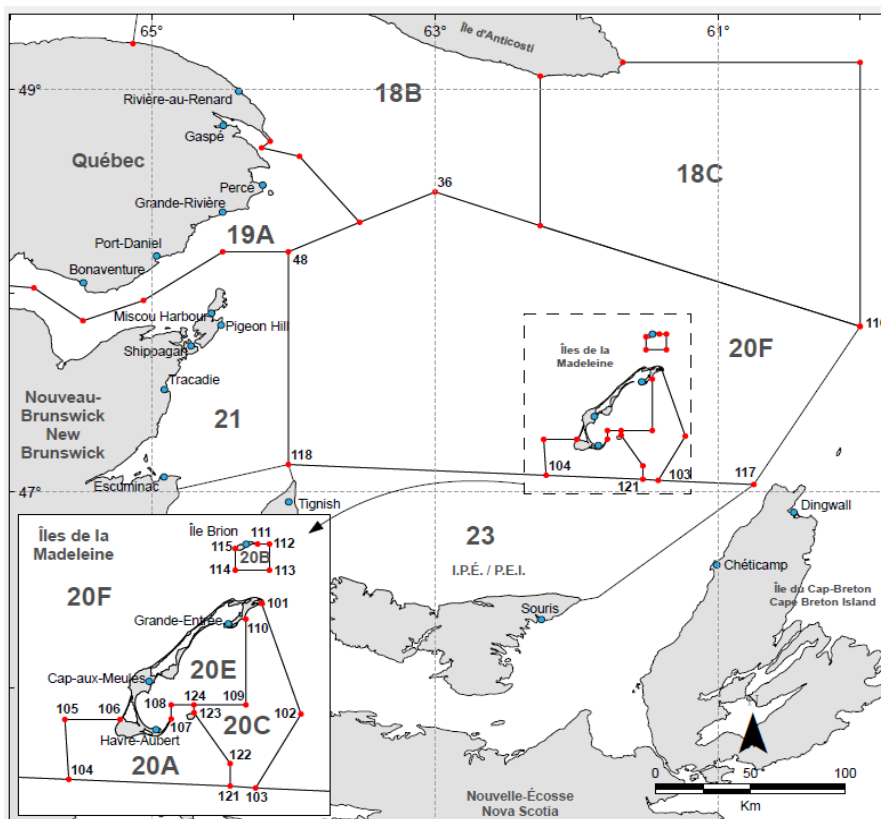 65°
63°
61°
Île d'Anticosti
49°
18B
Rivière-au-Renard
Gaspé
Québec
18C
Percé
36
Grande-Rivière
19A
Port-Daniel
48
Bonaventure
Miscou Harbour
Pigeon Hill
116
Shippagan
Îles de la
Madeleine
20F
Tracadie
Nouveau-
Brunswick
New
Brunswick
21
118
104
103
117
47°
Escuminac
121
Tignish
Dingwall
Îles de la
Madeleine
Île Brion
111
112
115
20B
23
114
113
I.P.É. / P.E.I.
Chéticamp
20F
Île du Cap-Breton
Cape Breton Island
101
Souris
Grande-Entrée
110
20E
Cap-aux-Meules
108
124
109
105
106
123
102
107
20C
Havre-Aubert
N
122
104
20A
121
103
0
50
100
Km
Nouvelle-Écosse
Nova Scotia